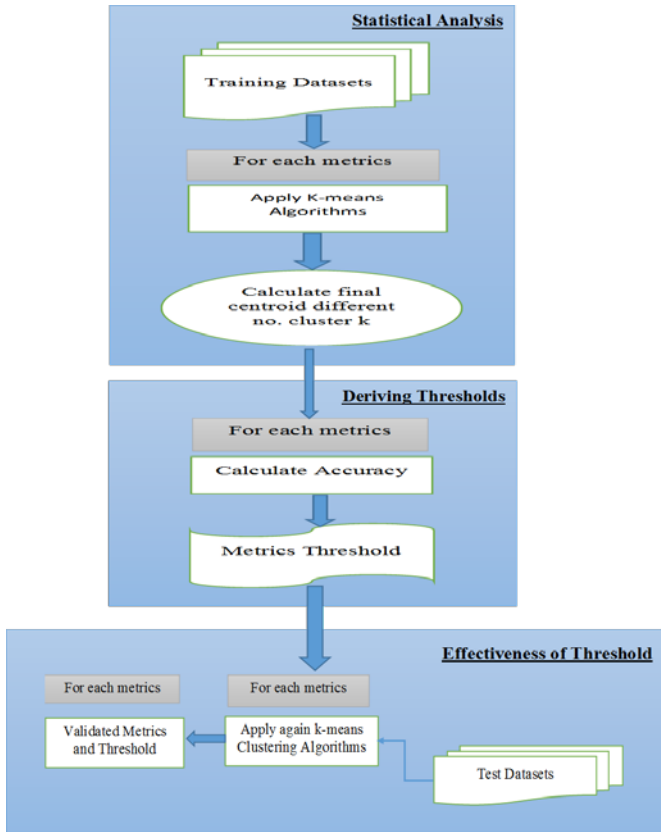 Statistical Analysis
Training Datasets
For each metrics
Apply K-means
Algorithms
Calculate final
centroid different
no. cluster k
Deriving Thresholds
For each metrics
Calculate Accuracy
Metrics Threshold
Effectiveness of Threshold
For each metrics
For each metrics
Validated Metrics
and Threshold
Apply again k-means
Clustering Algorithms
Test Datasets